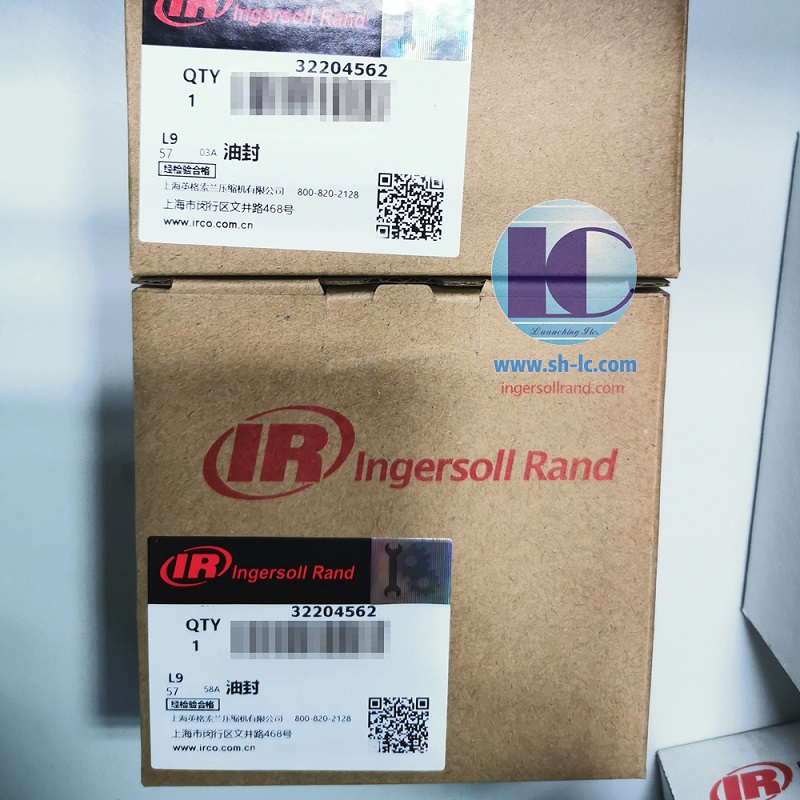 IR Ingersoll Rand
32204562
QTY
1
L9
57 03A 油封
经检验合格
上海英格索兰压缩机有限公司 800-820-2128
上海市闵行区文井路468号
www.irco.com.cn
LC
Launching Ltc.
www.sh-lc.com
ingersollrand.com
IR Ingersoll Rand
IR Ingersoll Rand
32204562
QTY
1
L9
57 58A 油封
经检验合格
上海英格索兰压缩机有限公司 800-820-2128
上海市闵行区文井路468号
www.irco.com.cn
IR